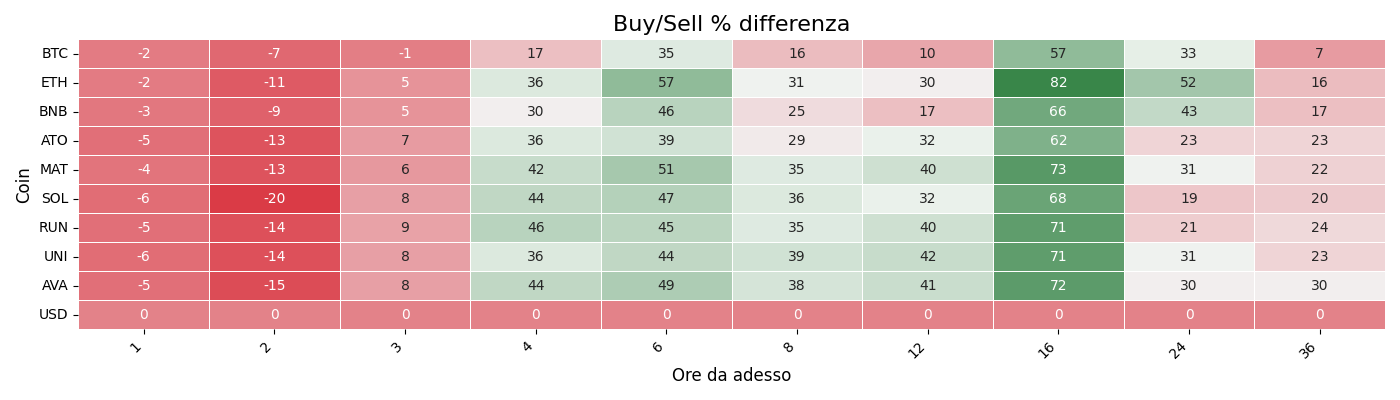 Buy/Sell % differenza
Coin
BTC -2 -7 -1 17 35 16 10 57 33 7
ETH -2 -11 5 36 57 31 30 82 52 16
BNB -3 -9 5 30 46 25 17 66 43 17
ATO -5 -13 7 36 39 29 32 62 23 23
MAT -4 -13 6 42 51 35 40 73 31 22
SOL -6 -20 8 44 47 36 32 68 19 20
RUN -5 -14 9 46 45 35 40 71 21 24
UNI -6 -14 8 36 44 39 42 71 31 23
AVA -5 -15 8 44 49 38 41 72 30 30
USD 0 0 0 0 0 0 0 0 0 0
1 2 3 4 6 8 12 16 24 36
Ore da adesso